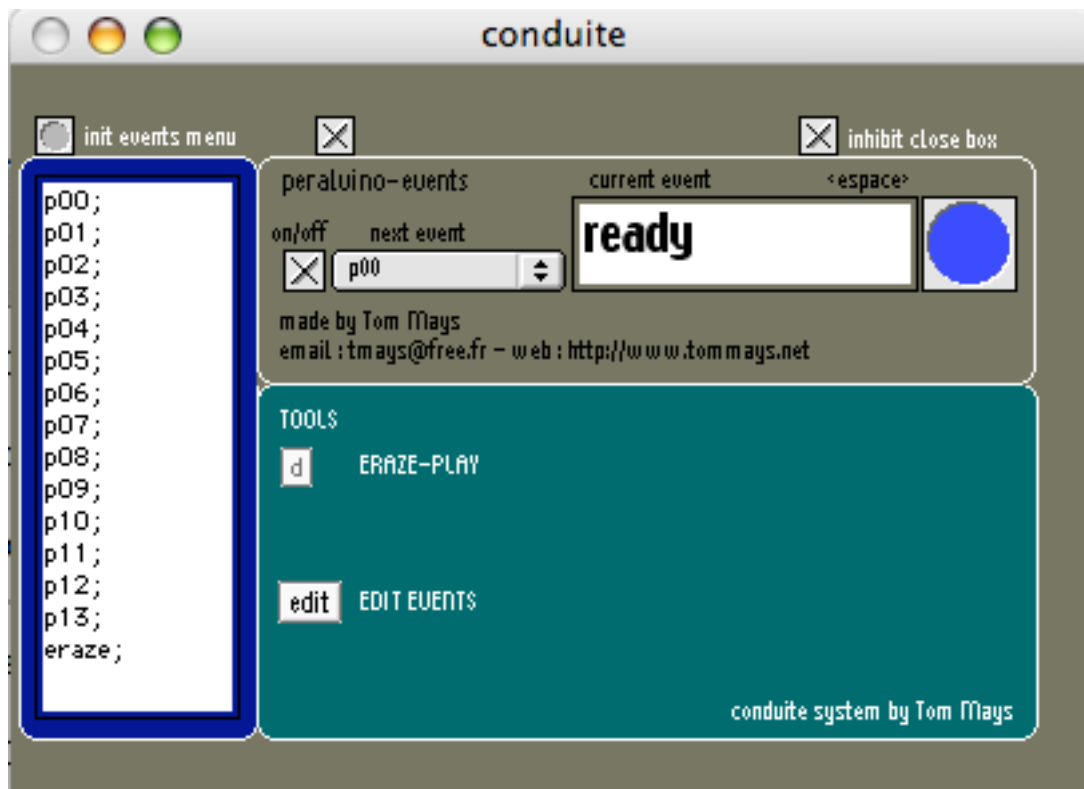 conduite
init events menu
inhibit close box
p00;
p01;
p02;
p03;
p04;
p05;
p06;
p07;
p08;
p09;
p10;
p11;
p12;
p13;
eraze;
peraluino-events
current event
<espace>
on/off
next event
p00
ready
made by Tom Mays
email : tmays@free.fr - web : http://www.tommays.net
TOOLS
d
ERAZE-PLAY
edit
EDIT EVENTS
conduite system by Tom Mays